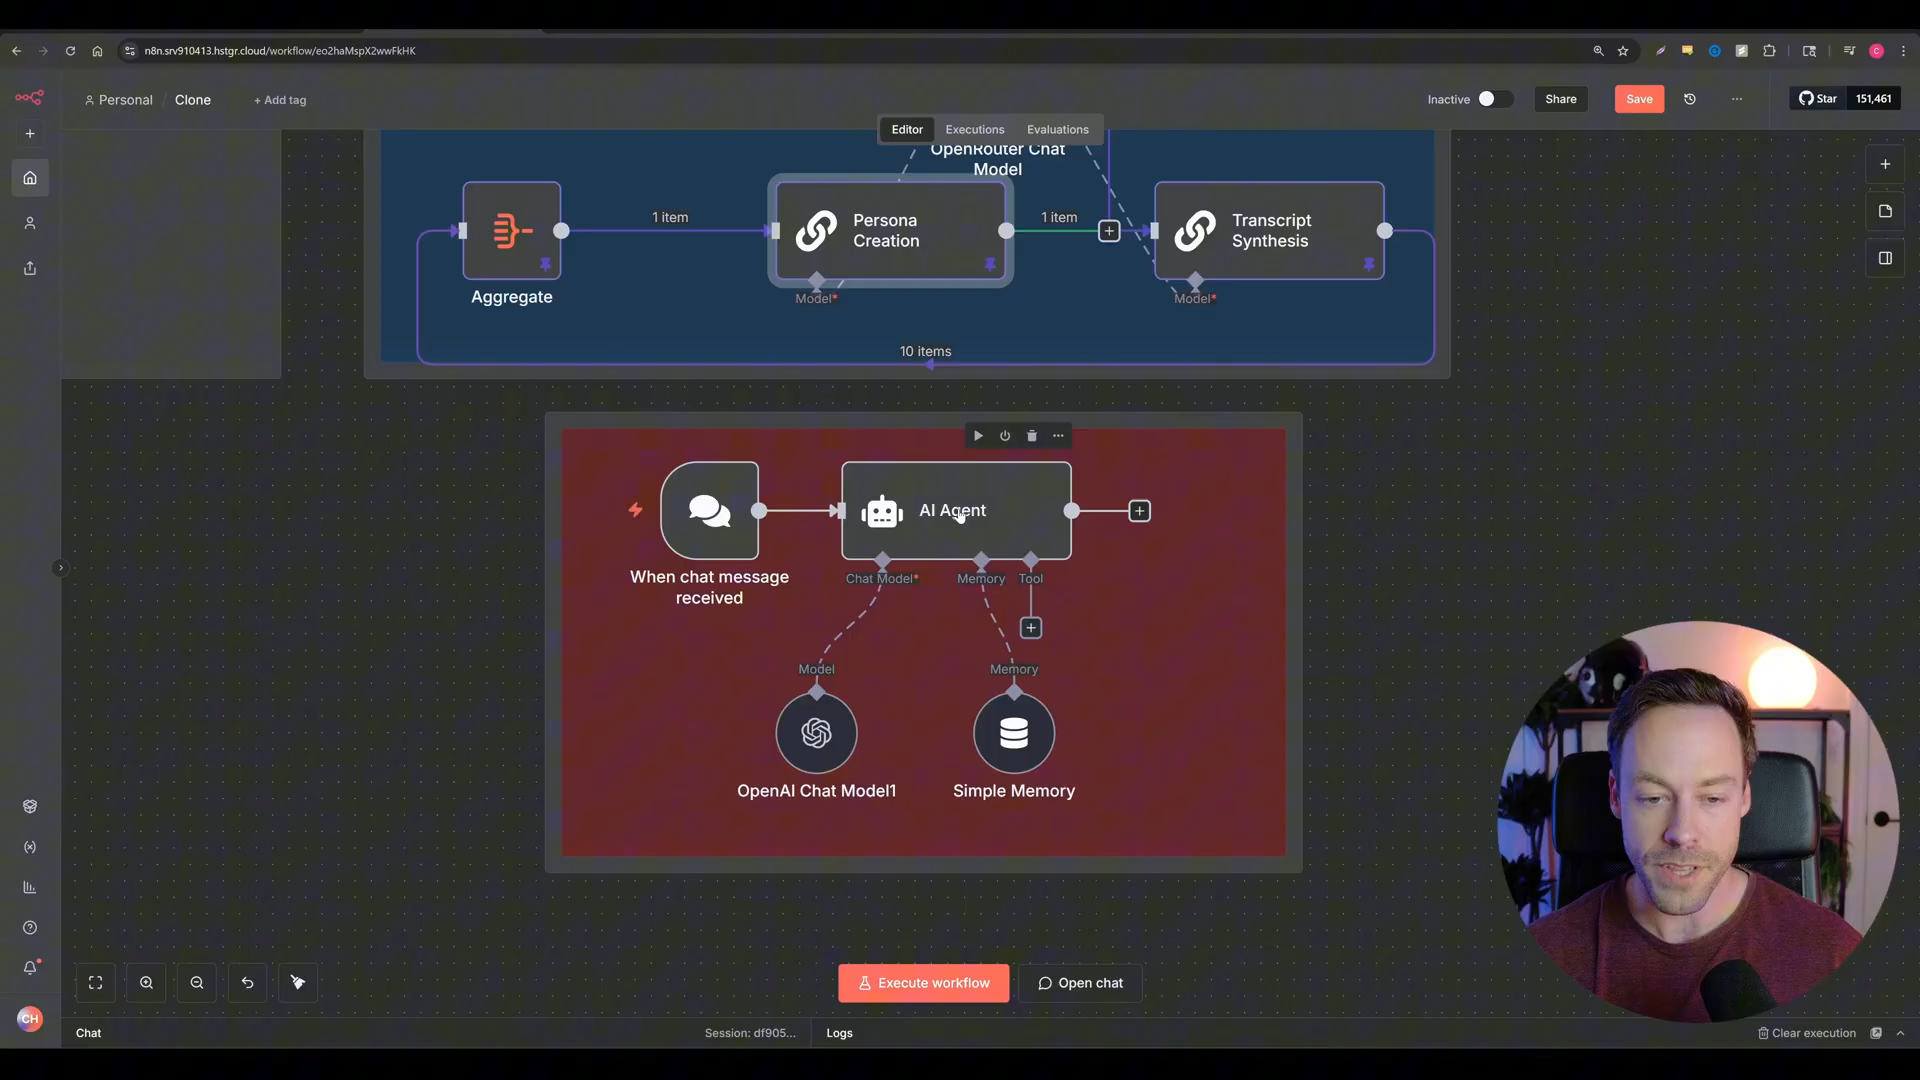 n8n.srv910413.hstgr.cloud/workflow/eo2haMspX2wwFkHK
C
Personal / Clone + Add tag
Inactive
Share
Save
Star 151,461
Editor Executions Evaluations
OpenRouter Chat
Model
1 item
Persona
Creation
1 item
Transcript
Synthesis
Aggregate
Model*
Model*
10 items
AI Agent
When chat message
received
Chat Model*
Memory
Tool
Model
Memory
OpenAI Chat Model1
Simple Memory
Execute workflow
Open chat
CH
Chat
Session: df905...
Logs
Clear execution